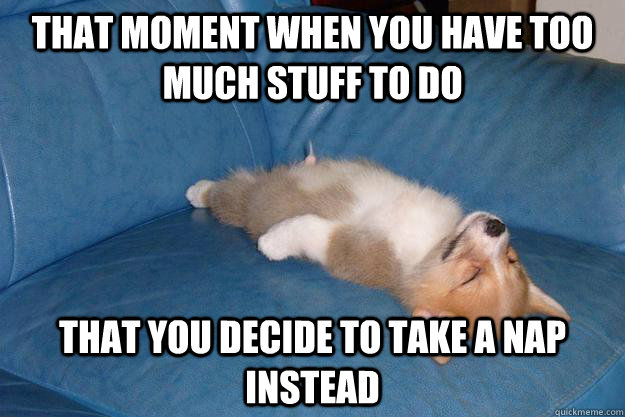 THAT MOMENT WHEN YOU HAVE TOO
MUCH STUFF TO DO
THAT YOU DECIDE TO TAKE A NAP
INSTEAD
quickmeme.com